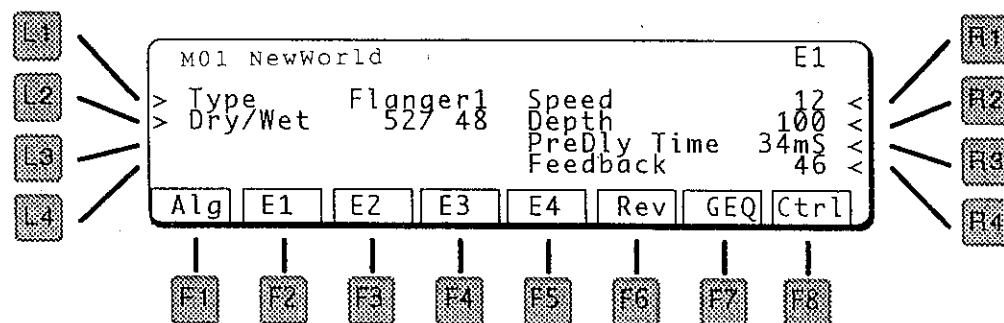 L1
L2
L3
L4
M01 NewWorld E1
> Type Flanger1 Speed 12 <
> Dry/Wet 52/ 48 Depth 100 <
PreDly Time 34mS <
Feedback 46 <
Alg E1 E2 E3 E4 Rev GEQ Ctrl
R1
R2
R3
R4
F1 F2 F3 F4 F5 F6 F7 F8